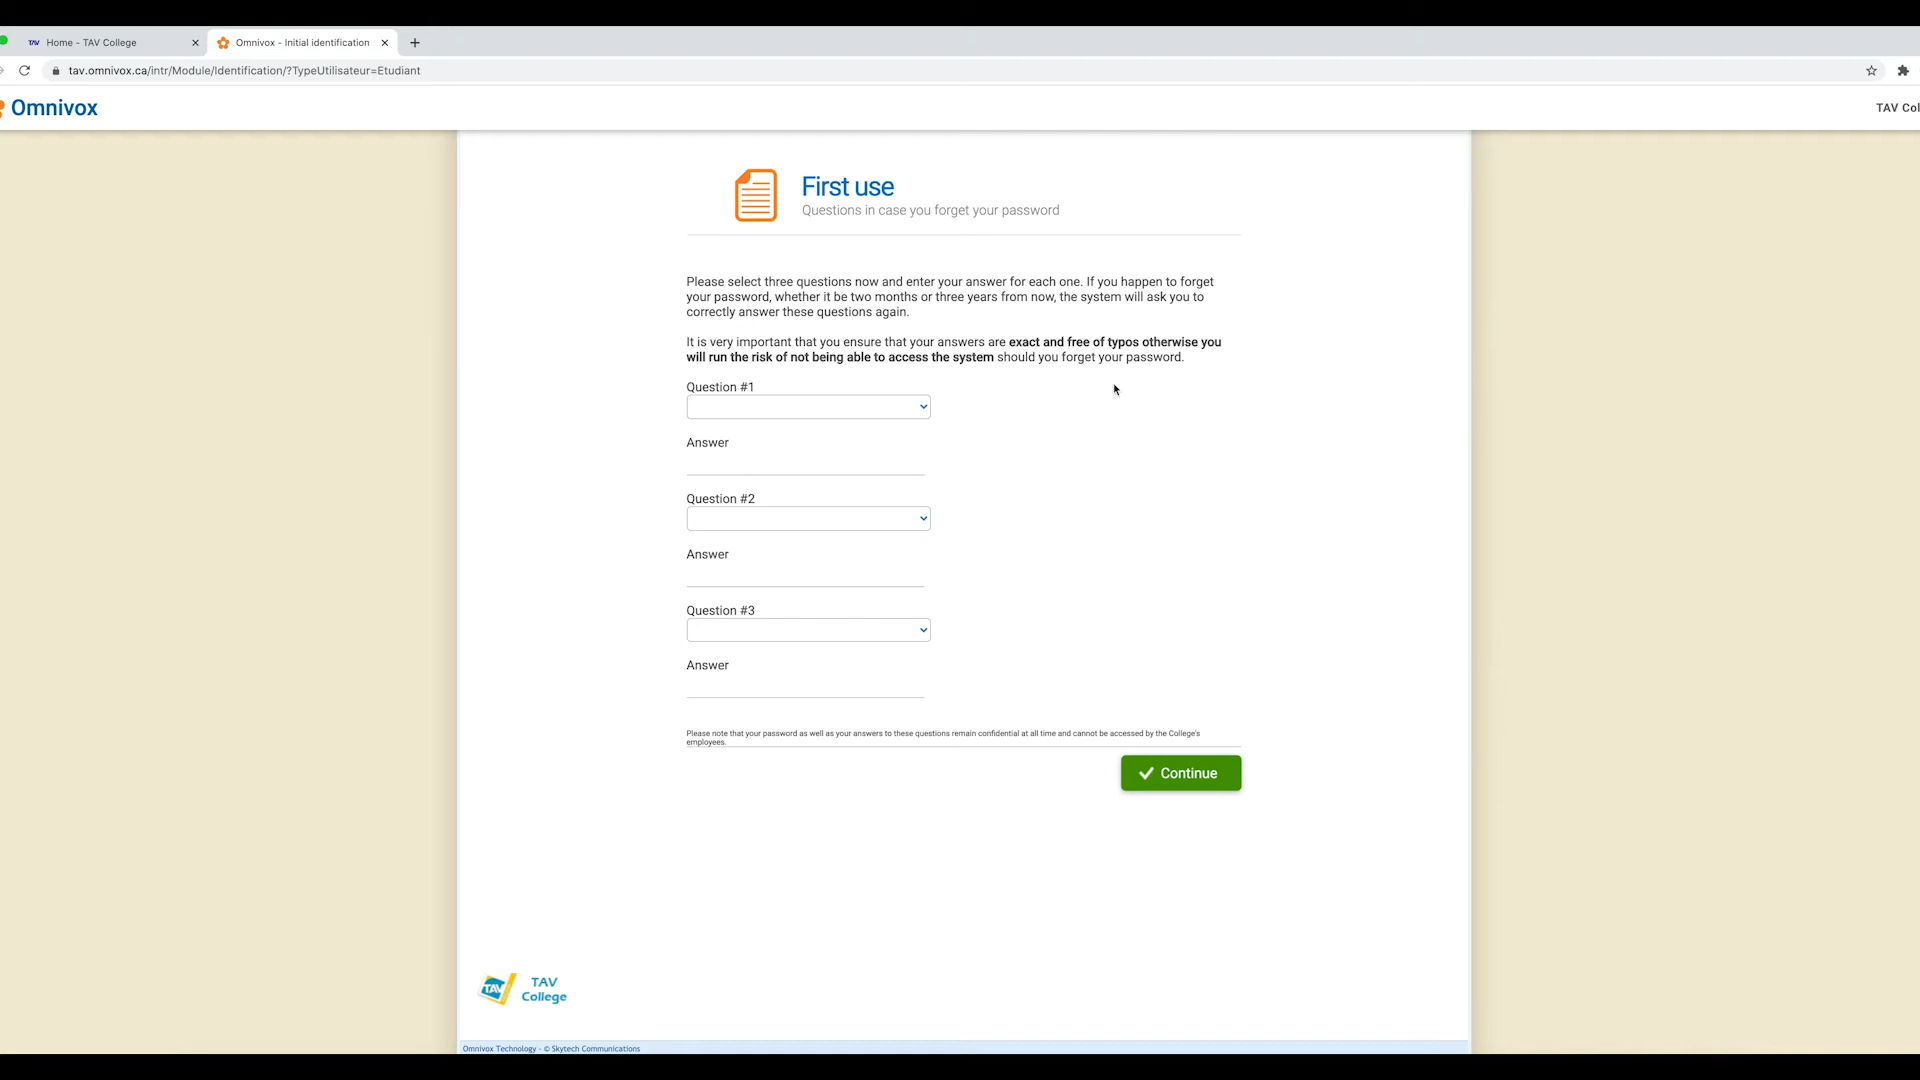 TAV Home - TAV College
Omnivox - Initial identification
tav.omnivox.ca/intr/Module/Identification/?TypeUtilisateur=Etudiant
Omnivox
TAV Col
First use
Questions in case you forget your password
Please select three questions now and enter your answer for each one. If you happen to forget
your password, whether it be two months or three years from now, the system will ask you to
correctly answer these questions again.
It is very important that you ensure that your answers are exact and free of typos otherwise you
will run the risk of not being able to access the system should you forget your password.
Question #1
Answer
Question #2
Answer
Question #3
Answer
Please note that your password as well as your answers to these questions remain confidential at all time and cannot be accessed by the College's
employees.
Continue
TAV
TAV
College
Omnivox Technology - © Skytech Communications